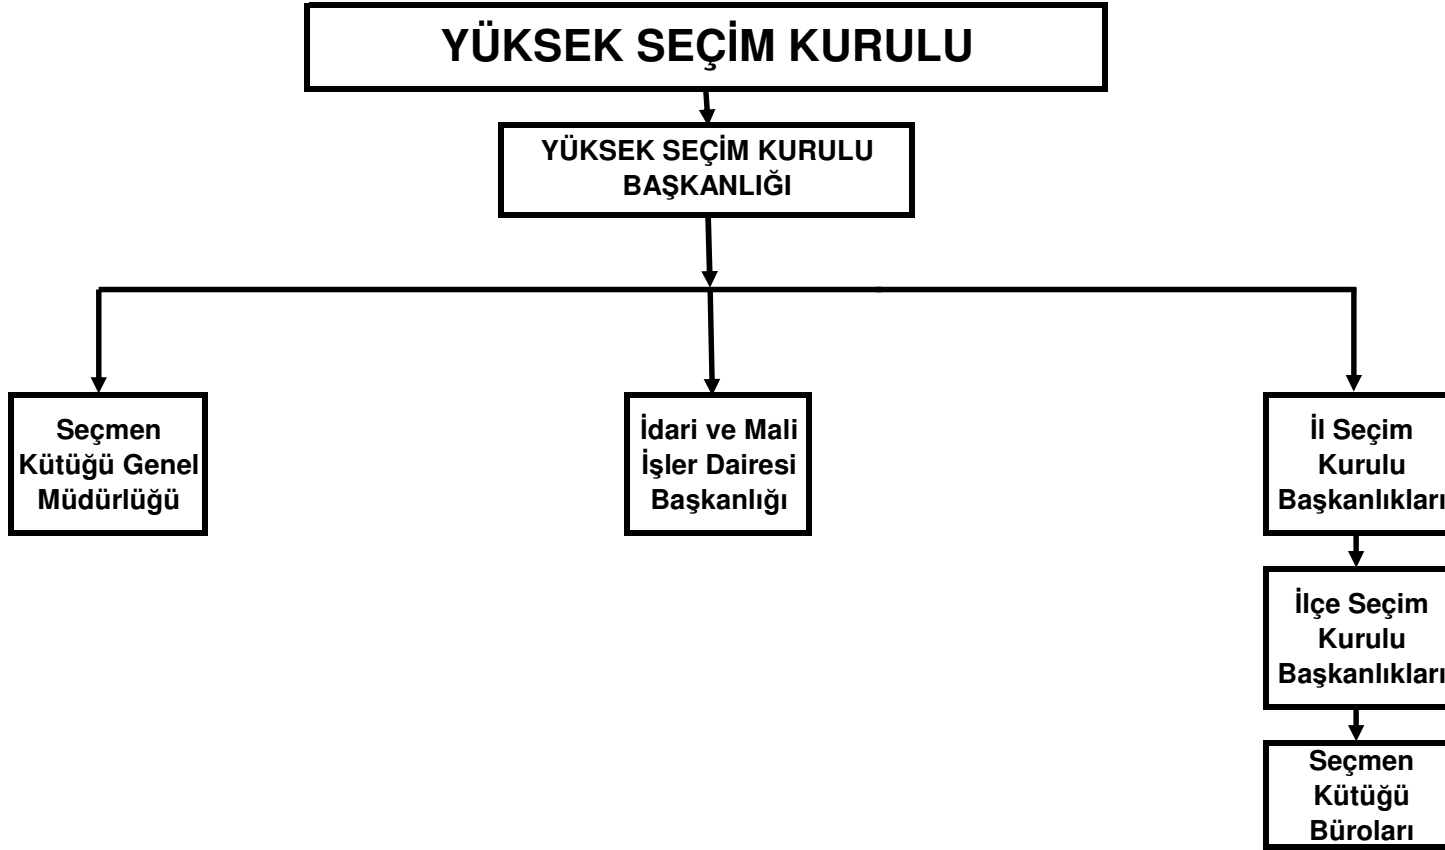 YÜKSEK SEÇİM KURULU
YÜKSEK SEÇİM KURULU
BAŞKANLIĞI
Seçmen
Kütüğü Genel
Müdürlüğü
İdari ve Mali
İşler Dairesi
Başkanlığı
İl Seçim
Kurulu
Başkanlıkları
İlçe Seçim
Kurulu
Başkanlıkları
Seçmen
Kütüğü
Büroları